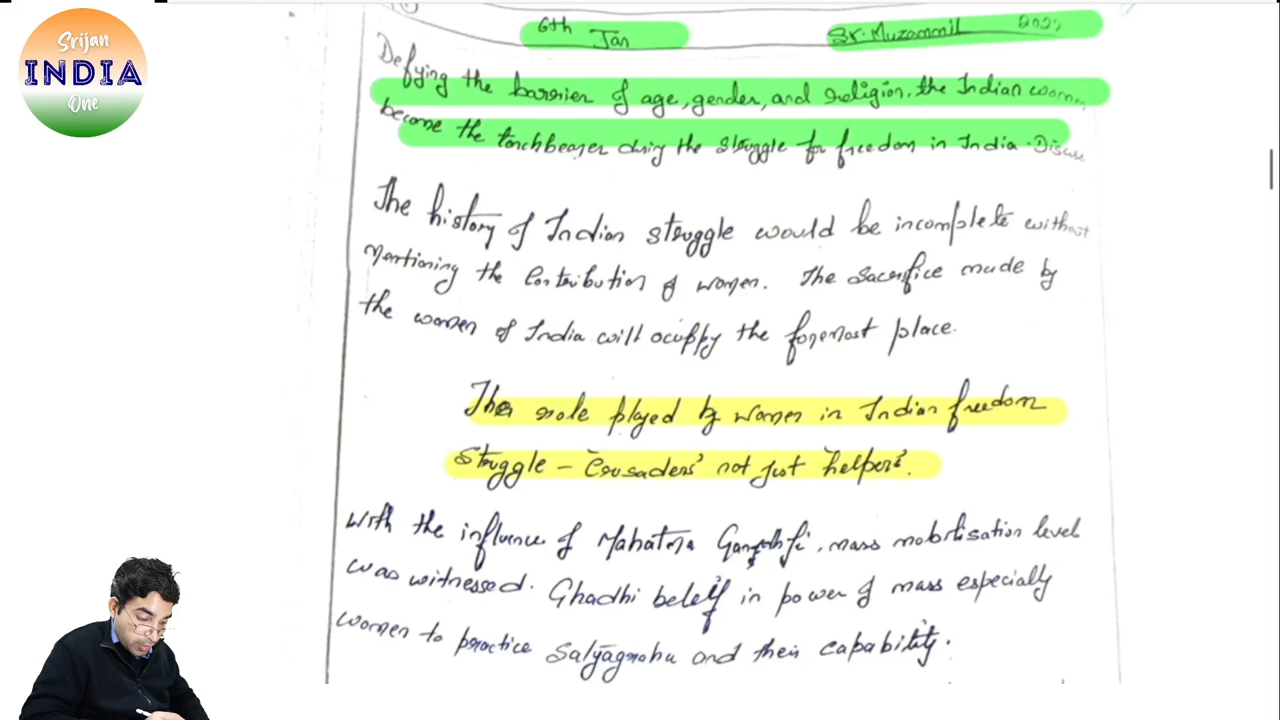 Srijan
INDIA
One
6th Jan
Sk. Muzammil
Defying the barrier of age, gender, and religion, the Indian women
become the torchbearer during the struggle for freedom in India. Discuss
The history of Indian struggle would be incomplete without
Mentioning the contribution of women. The sacrifice made by
the women of India will ocuppy the foremost place.
The role played by women in Indian freedom
struggle – 'Crusaders' not just 'helpers'.
With the influence of Mahatma Gandhi, mass mobilisation level
was witnessed. Ghadhi beleif in power of mass especially
women to practice Satyagraha and their capability.